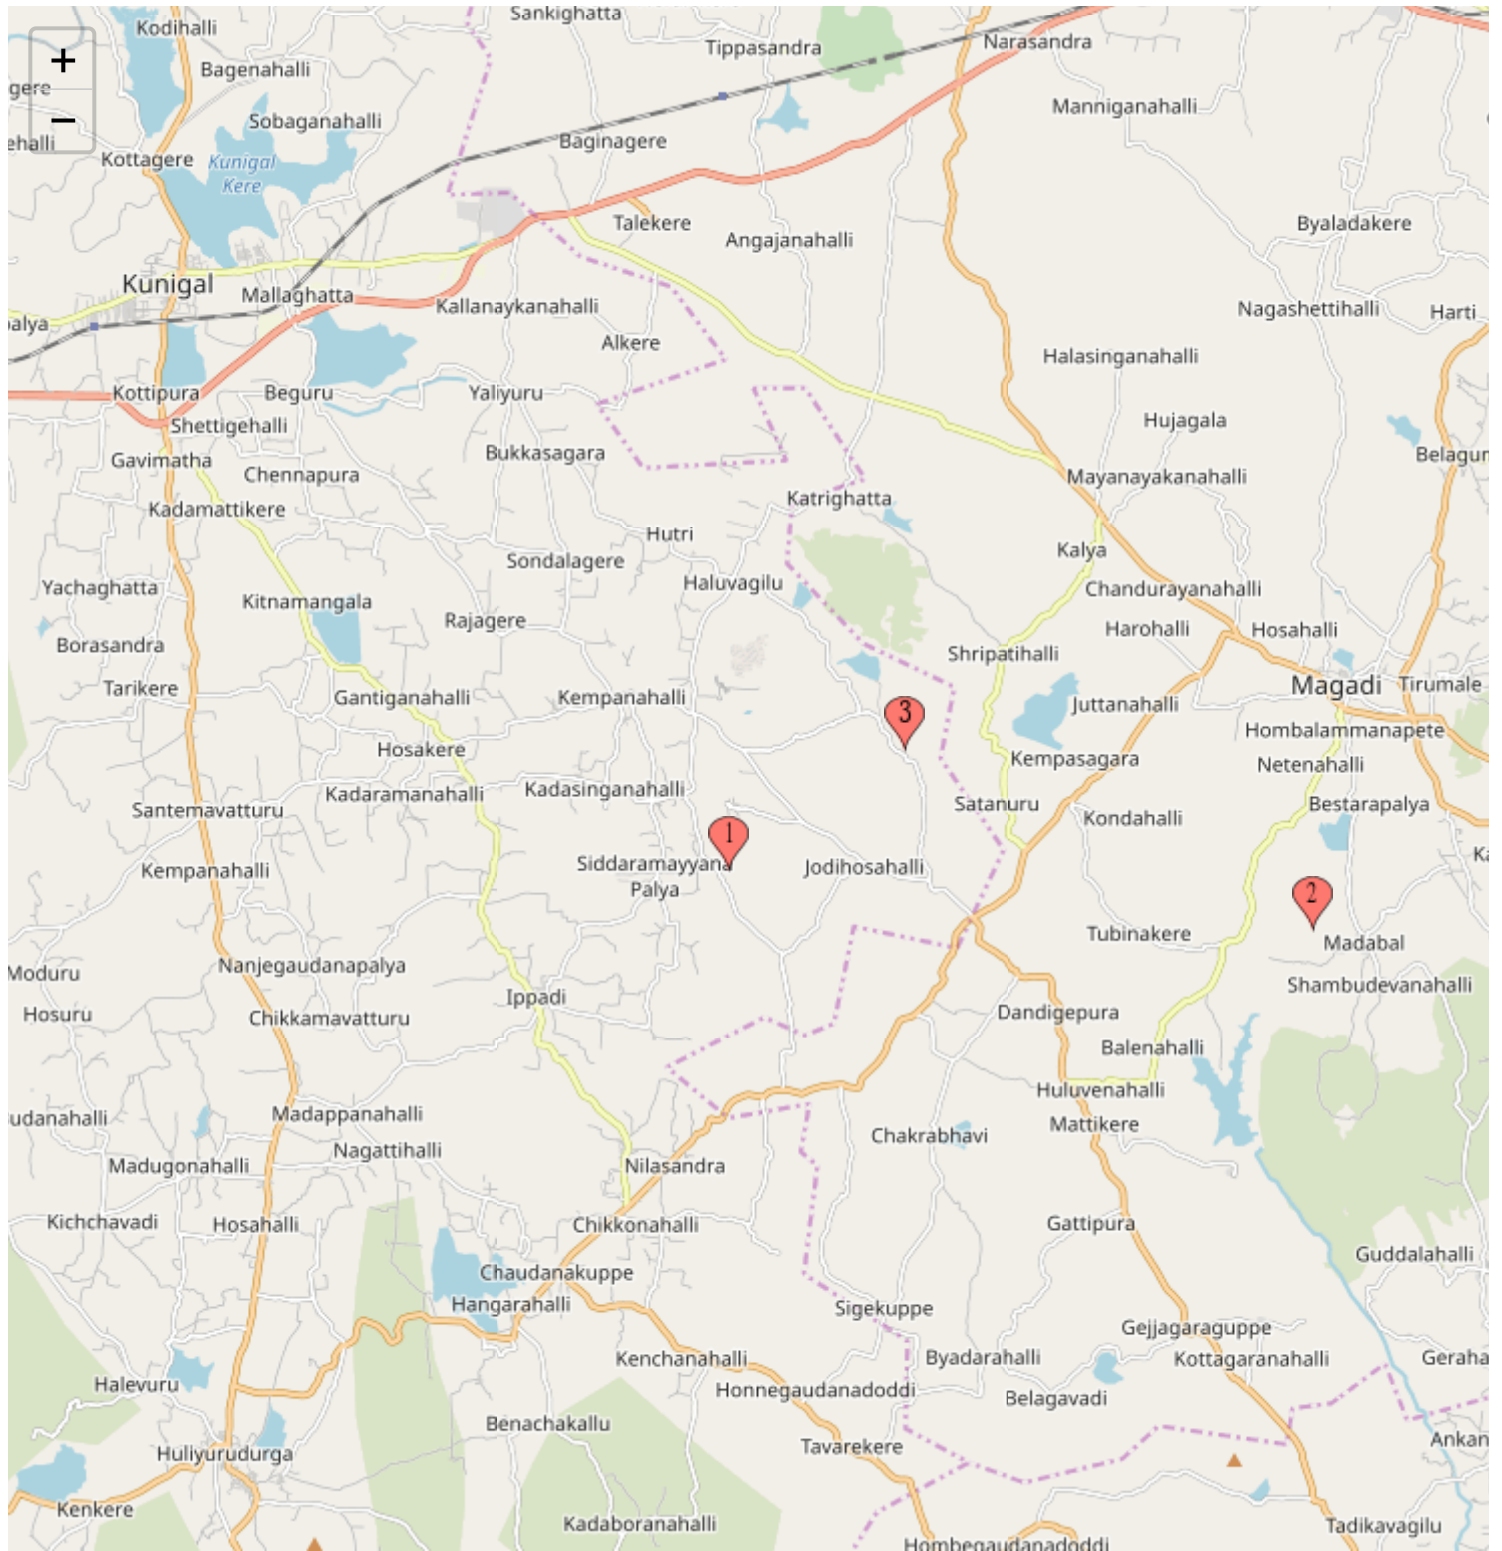 Sankighatta
Kodihalli
Tippasandra
Narasandra
+
Bagenahalli
gere
Manniganahalli
−
Sobaganahalli
ehalli
Baginagere
Kottagere
Kunigal
Kere
Talekere
Byaladakere
Angajanahalli
Kunigal
Mallaghatta
Kallanaykanahalli
Nagashettihalli
Harti
alya
Alkere
Halasinganahalli
Kottipura
Beguru
Yaliyuru
Hujagala
Shettigehalli
Bukkasagara
Belagur
Gavimatha
Chennapura
Mayanayakanahalli
Katrighatta
Kadamattikere
Hutri
Kalya
Sondalagere
Haluvagilu
Yachaghatta
Chandurayanahalli
Kitnamangala
Rajagere
Harohalli
Hosahalli
Borasandra
Shripatihalli
Tarikere
Gantiganahalli
Kempanahalli
Magadi
Tirumale
Juttanahalli
3
Hombalammanapete
Hosakere
Kempasagara
Netenahalli
Kadaramanahalli
Kadasinganahalli
Satanuru
Bestarapalya
Santemavatturu
Kondahalli
1
Siddaramayyana
Palya
Jodihosahalli
Ka
Kempanahalli
2
Tubinakere
Madabal
Moduru
Nanjegaudanapalya
Shambudevanahalli
Ippadi
Hosuru
Chikkamavatturu
Dandigepura
Balenahalli
Huluvenahalli
udanahalli
Madappanahalli
Mattikere
Chakrabhavi
Nagattihalli
Madugonahalli
Nilasandra
Kichchavadi
Hosahalli
Chikkonahalli
Gattipura
Guddalahalli
Chaudanakuppe
Hangarahalli
Sigekuppe
Gejjagaraguppe
Kenchanahalli
Byadarahalli
Kottagaranahalli
Geraha
Halevuru
Honnegaudanadoddi
Belagavadi
Benachakallu
Tavarekere
Ankan
Huliyurudurga
Kenkere
Kadaboranahalli
Tadikavagilu
Hombegaudanadoddi